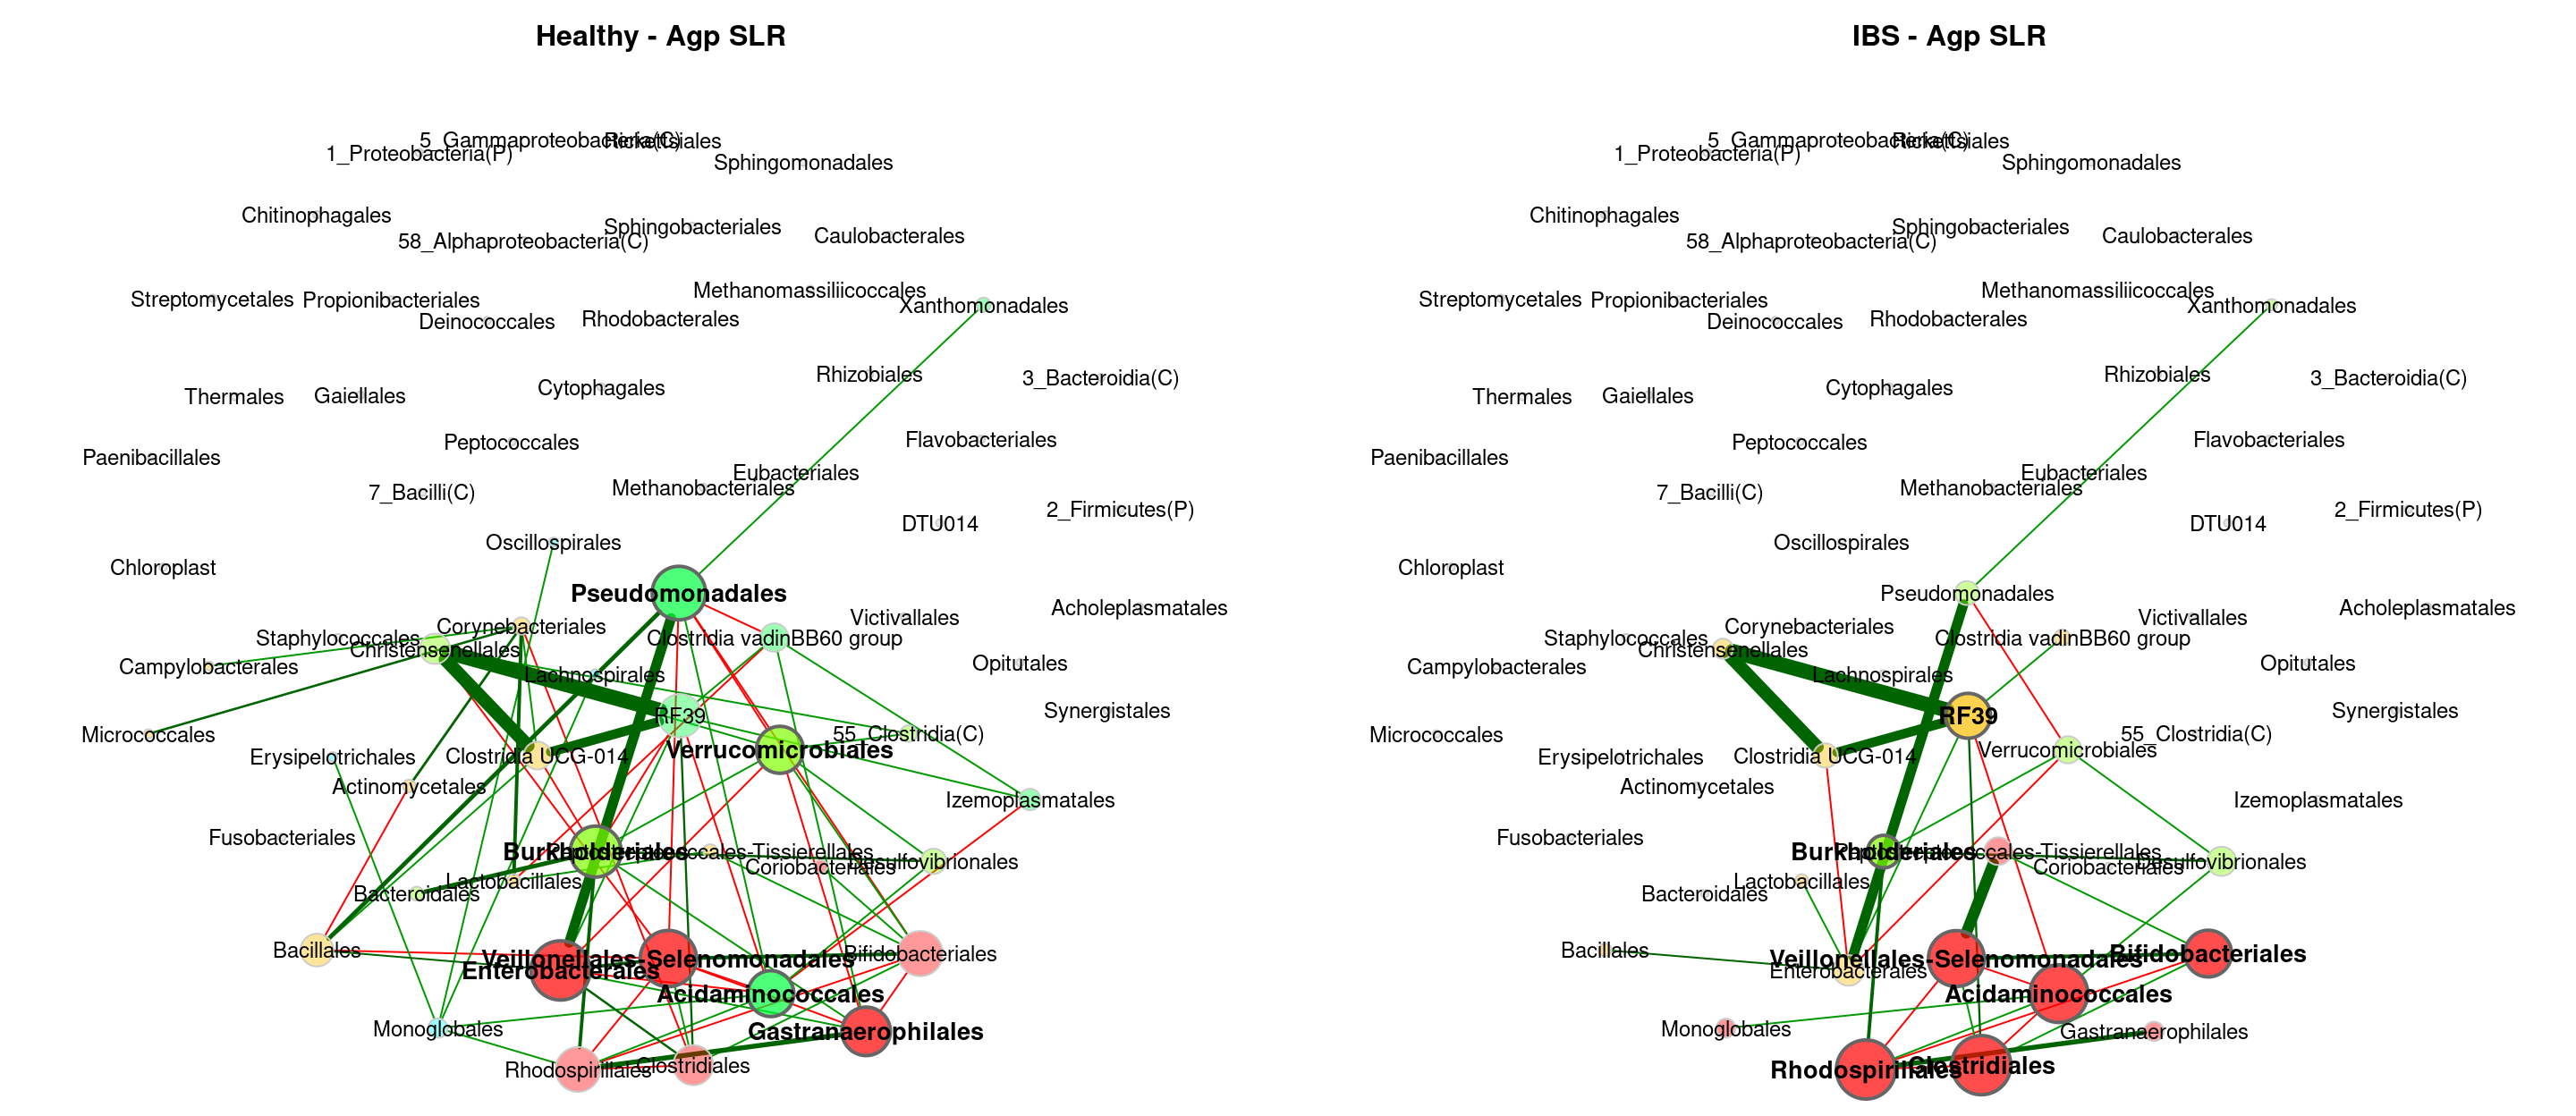 Healthy - Agp SLR
5_Gammaproteobacteria(C)
Rickettsiales
1_Proteobacteria(P)
Sphingomonadales
Chitinophagales
Sphingobacteriales
58_Alphaproteobacteria(C)
Caulobacterales
Methanomassiliicoccales
Streptomycetales
Propionibacteriales
Xanthomonadales
Deinococcales
Rhodobacterales
Rhizobiales
3_Bacteroidia(C)
Cytophagales
Thermales
Gaiellales
Flavobacteriales
Peptococcales
Paenibacillales
Eubacteriales
Methanobacteriales
7_Bacilli(C)
2_Firmicutes(P)
DTU014
Oscillospirales
Chloroplast
Pseudomonadales
Acholeplasmatales
Victivallales
Corynebacteriales
Staphylococcales
Clostridia vadinBB60 group
Christensenellales
Campylobacterales
Opitutales
Lachnospirales
Synergistales
RF39
Micrococcales
55_Clostridia(C)
Verrucomicrobiales
Erysipelotrichales
Clostridia UCG-014
Actinomycetales
Izemoplasmatales
Fusobacteriales
Burkholderiales
Peptostreptococcales-Tissierellales
Desulfovibrionales
Coriobacteriales
Lactobacillales
Bacteroidales
Bacillales
Bifidobacteriales
Veillonellales-Selenomonadales
Enterobacterales
Acidaminococcales
Monoglobales
Gastranaerophilales
Clostridiales
Rhodospirillales
IBS - Agp SLR
5_Gammaproteobacteria(C)
Rickettsiales
1_Proteobacteria(P)
Sphingomonadales
Chitinophagales
Sphingobacteriales
58_Alphaproteobacteria(C)
Caulobacterales
Methanomassiliicoccales
Streptomycetales
Propionibacteriales
Xanthomonadales
Deinococcales
Rhodobacterales
Rhizobiales
3_Bacteroidia(C)
Cytophagales
Thermales
Gaiellales
Flavobacteriales
Peptococcales
Paenibacillales
Eubacteriales
Methanobacteriales
7_Bacilli(C)
2_Firmicutes(P)
DTU014
Oscillospirales
Chloroplast
Pseudomonadales
Acholeplasmatales
Victivallales
Corynebacteriales
Staphylococcales
Clostridia vadinBB60 group
Christensenellales
Campylobacterales
Opitutales
Lachnospirales
Synergistales
RF39
Micrococcales
55_Clostridia(C)
Verrucomicrobiales
Erysipelotrichales
Clostridia UCG-014
Actinomycetales
Izemoplasmatales
Fusobacteriales
Burkholderiales
Peptostreptococcales-Tissierellales
Desulfovibrionales
Coriobacteriales
Lactobacillales
Bacteroidales
Bacillales
Bifidobacteriales
Veillonellales-Selenomonadales
Enterobacterales
Acidaminococcales
Monoglobales
Gastranaerophilales
Clostridiales
Rhodospirillales